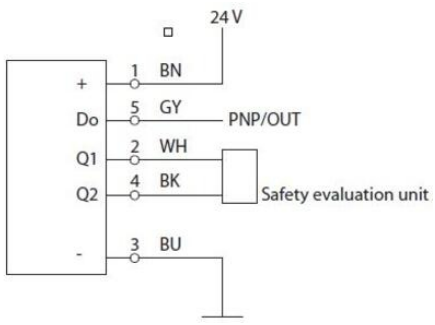 24 V
+ 1 BN
Do 5 GY PNP/OUT
Q1 2 WH
Q2 4 BK Safety evaluation unit
- 3 BU